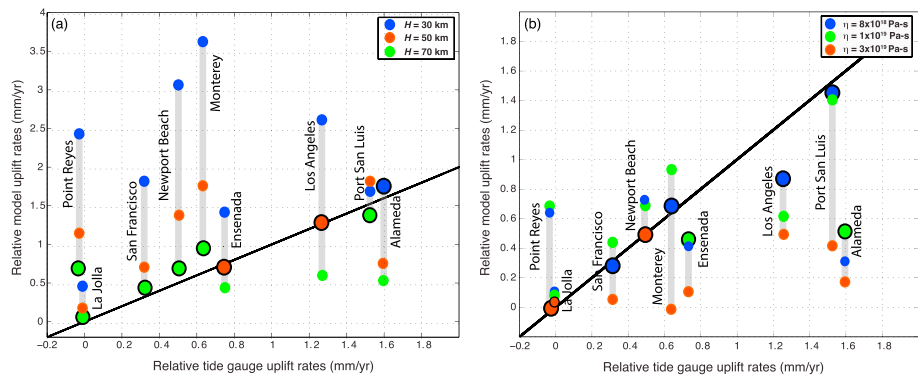 (a)
H = 30 km
H = 50 km
H = 70 km
Relative model uplift rates (mm/yr)
4
3.5
3
2.5
2
1.5
1
0.5
0
Point Reyes
La Jolla
San Francisco
Newport Beach
Monterey
Ensenada
Los Angeles
Port San Luis
Alameda
−0.2 0 0.2 0.4 0.6 0.8 1 1.2 1.4 1.6 1.8
Relative tide gauge uplift rates (mm/yr)
(b)
η = 8x10¹⁸ Pa-s
η = 1x10¹⁹ Pa-s
η = 3x10¹⁹ Pa-s
Relative model uplift rates (mm/yr)
1.8
1.6
1.4
1.2
1
0.8
0.6
0.4
0.2
0
−0.2
Point Reyes
La Jolla
San Francisco
Newport Beach
Monterey
Ensenada
Los Angeles
Port San Luis
Alameda
−0.2 0 0.2 0.4 0.6 0.8 1 1.2 1.4 1.6 1.8
Relative tide gauge uplift rates (mm/yr)